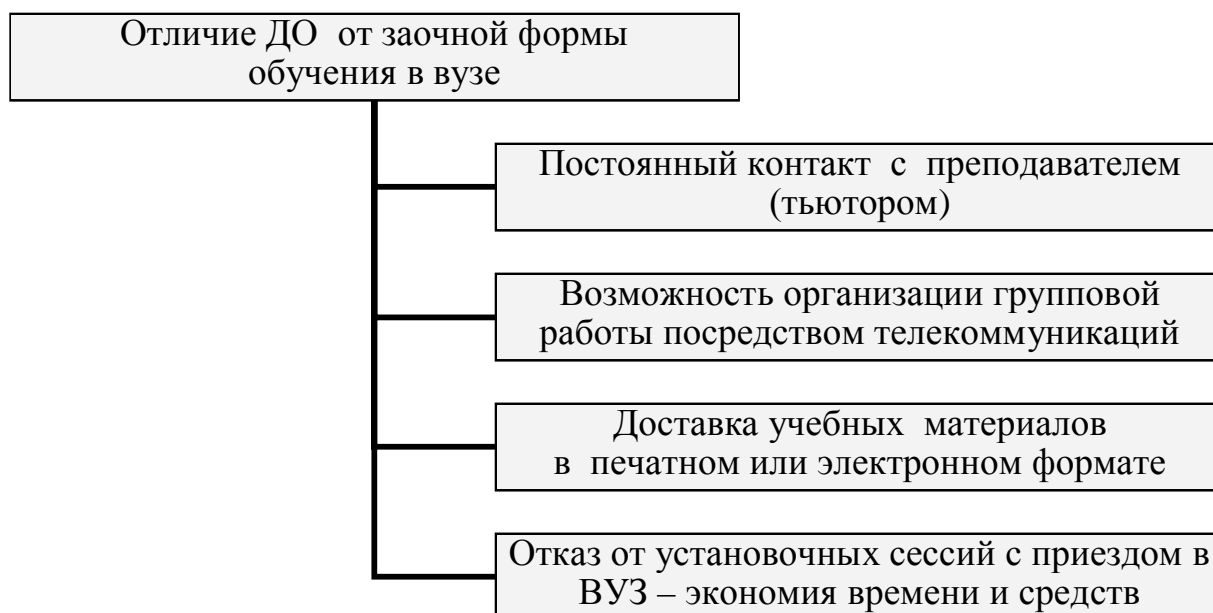 Отличие ДО от заочной формы
обучения в вузе
Постоянный контакт с преподавателем
(тьютором)
Возможность организации групповой
работы посредством телекоммуникаций
Доставка учебных материалов
в печатном или электронном формате
Отказ от установочных сессий с приездом в
ВУЗ – экономия времени и средств